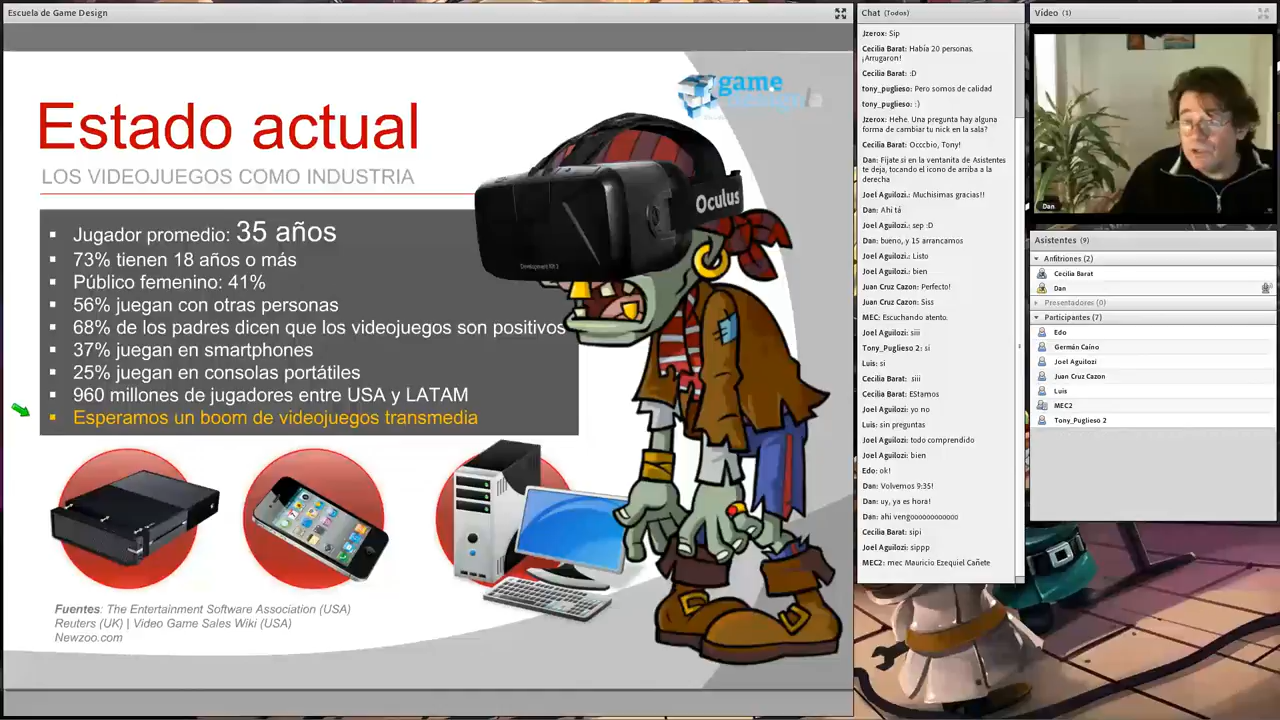 Escuela de Game Design
game
Estado actual
LOS VIDEOJUEGOS COMO INDUSTRIA
Oculus
▪ Jugador promedio: 35 años
▪ 73% tienen 18 años o más
▪ Público femenino: 41%
▪ 56% juegan con otras personas
▪ 68% de los padres dicen que los videojuegos son positivos
▪ 37% juegan en smartphones
▪ 25% juegan en consolas portátiles
▪ 960 millones de jugadores entre USA y LATAM
▪ Esperamos un boom de videojuegos transmedia
Fuentes: The Entertainment Software Association (USA)
Reuters (UK) | Video Game Sales Wiki (USA)
Newzoo.com
Chat (Todos)
Jzerox: Sip
Cecilia Barat: Había 20 personas.
¡Arrugaron!
Cecilia Barat: :D
tony_puglieso: Pero somos de calidad
tony_puglieso: :)
Jzerox: Hehe. Una pregunta hay alguna
forma de cambiar tu nick en la sala?
Cecilia Barat: Occcbio, Tony!
Dan: Fijate si en la ventanita de Asistentes
te deja, tocando el icono de arriba a la
derecha
Joel Aguilozi.: Muchisimas gracias!!
Dan: Ahi tá
Joel Aguilozi.: sep :D
Dan: bueno, y 15 arrancamos
Joel Aguilozi: Listo
Joel Aguilozi.: bien
Juan Cruz Cazon: Perfecto!
Juan Cruz Cazon: Siss
MEC: Escuchando atento.
Joel Aguilozi: siii
Tony_Puglieso 2: si
Luis: si
Cecilia Barat: siii
Cecilia Barat: EStamos
Joel Aguilozi: yo no
Luis: sin preguntas
Joel Aguilozi: todo comprendido
Joel Aguilozi: bien
Edo: ok!
Dan: Volvemos 9:35!
Dan: uy, ya es hora!
Dan: ahi vengooooooooooo
Cecilia Barat: sipi
Joel Aguilozi: sippp
MEC2: mec Mauricio Ezequiel Cañete
Vídeo (1)
Dan
Asistentes (9)
Anfitriones (2)
Cecilia Barat
Dan
Presentadores (0)
Participantes (7)
Edo
Germán Caíno
Joel Aguilozi
Juan Cruz Cazon
Luis
MEC2
Tony_Puglieso 2